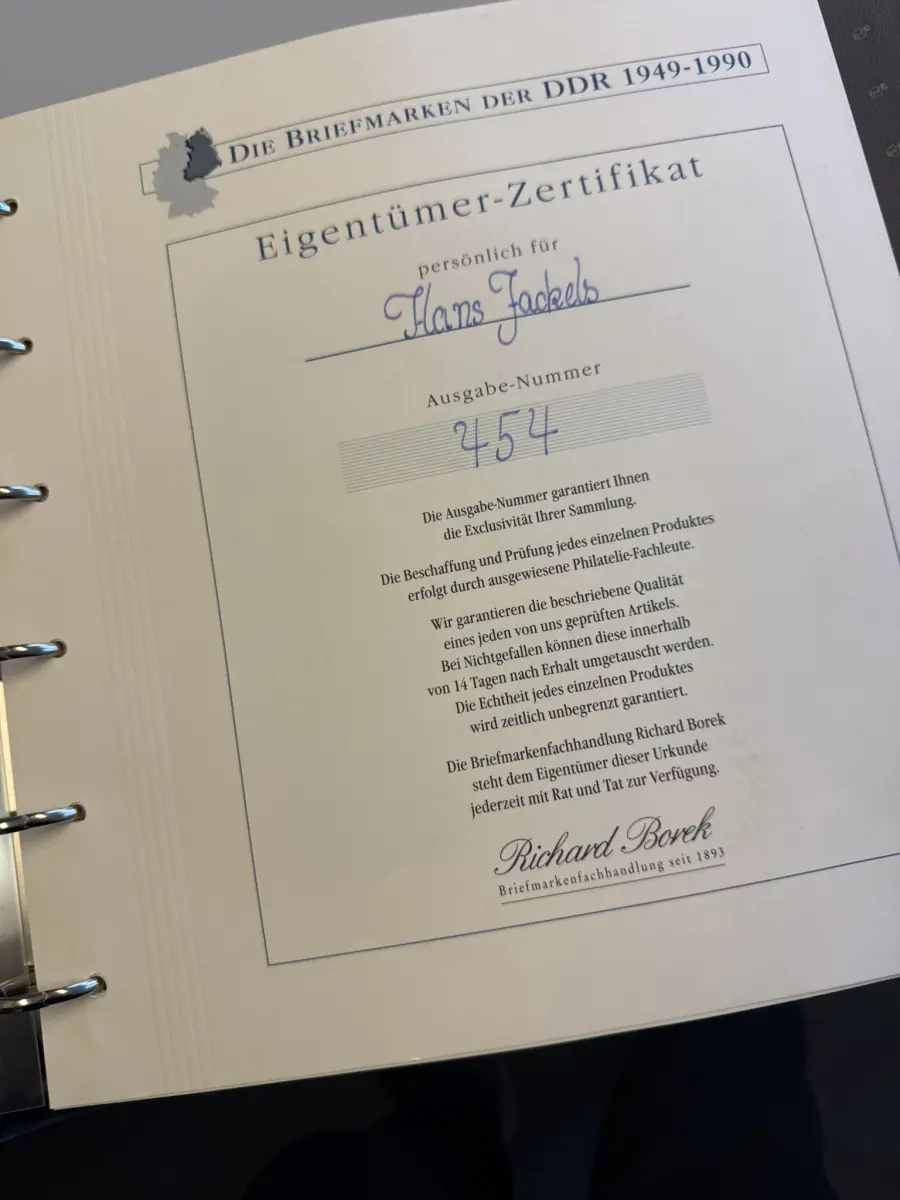 DIE BRIEFMARKEN DER DDR 1949-1990
Eigentümer-Zertifikat
persönlich für
Hans Jackels
Ausgabe-Nummer
454
Die Ausgabe-Nummer garantiert Ihnen
die Exclusivität Ihrer Sammlung.
Die Beschaffung und Prüfung jedes einzelnen Produktes
erfolgt durch ausgewiesene Philatelie-Fachleute.
Wir garantieren die beschriebene Qualität
eines jeden von uns geprüften Artikels.
Bei Nichtgefallen können diese innerhalb
von 14 Tagen nach Erhalt umgetauscht werden.
Die Echtheit jedes einzelnen Produktes
wird zeitlich unbegrenzt garantiert.
Die Briefmarkenfachhandlung Richard Borek
steht dem Eigentümer dieser Urkunde
jederzeit mit Rat und Tat zur Verfügung.
Richard Borek
Briefmarkenfachhandlung seit 1893